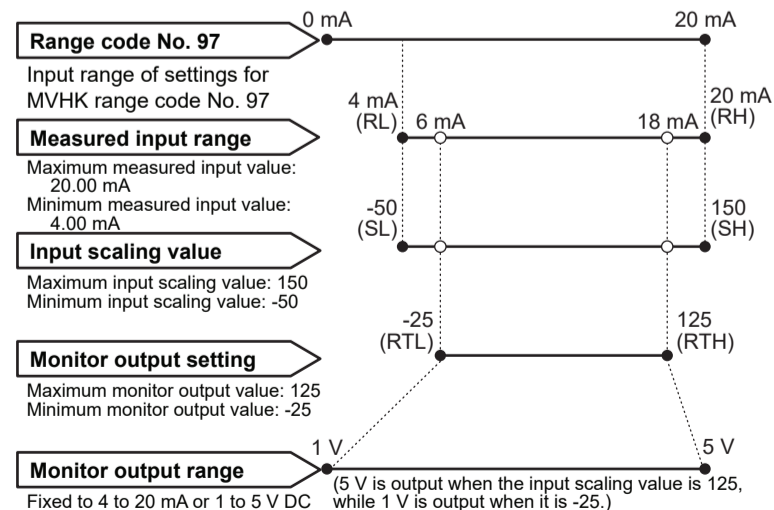 0 mA
20 mA
Range code No. 97
Input range of settings for
MVHK range code No. 97
4 mA
(RL)
6 mA
18 mA
20 mA
(RH)
Measured input range
Maximum measured input value:
20.00 mA
Minimum measured input value:
4.00 mA
-50
(SL)
150
(SH)
Input scaling value
Maximum input scaling value: 150
Minimum input scaling value: -50
-25
(RTL)
125
(RTH)
Monitor output setting
Maximum monitor output value: 125
Minimum monitor output value: -25
1 V
5 V
Monitor output range
(5 V is output when the input scaling value is 125,
Fixed to 4 to 20 mA or 1 to 5 V DC
while 1 V is output when it is -25.)